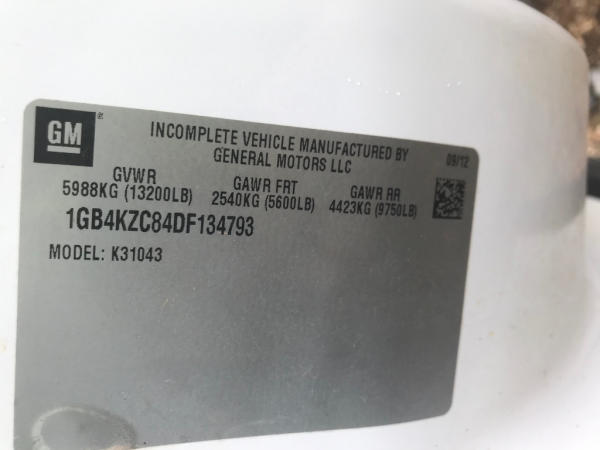 GM ®
INCOMPLETE VEHICLE MANUFACTURED BY
GENERAL MOTORS LLC
09/12
GVWR
5988KG (13200LB)
GAWR FRT
2540KG (5600LB)
GAWR RR
4423KG (9750LB)
1GB4KZC84DF134793
MODEL: K31043